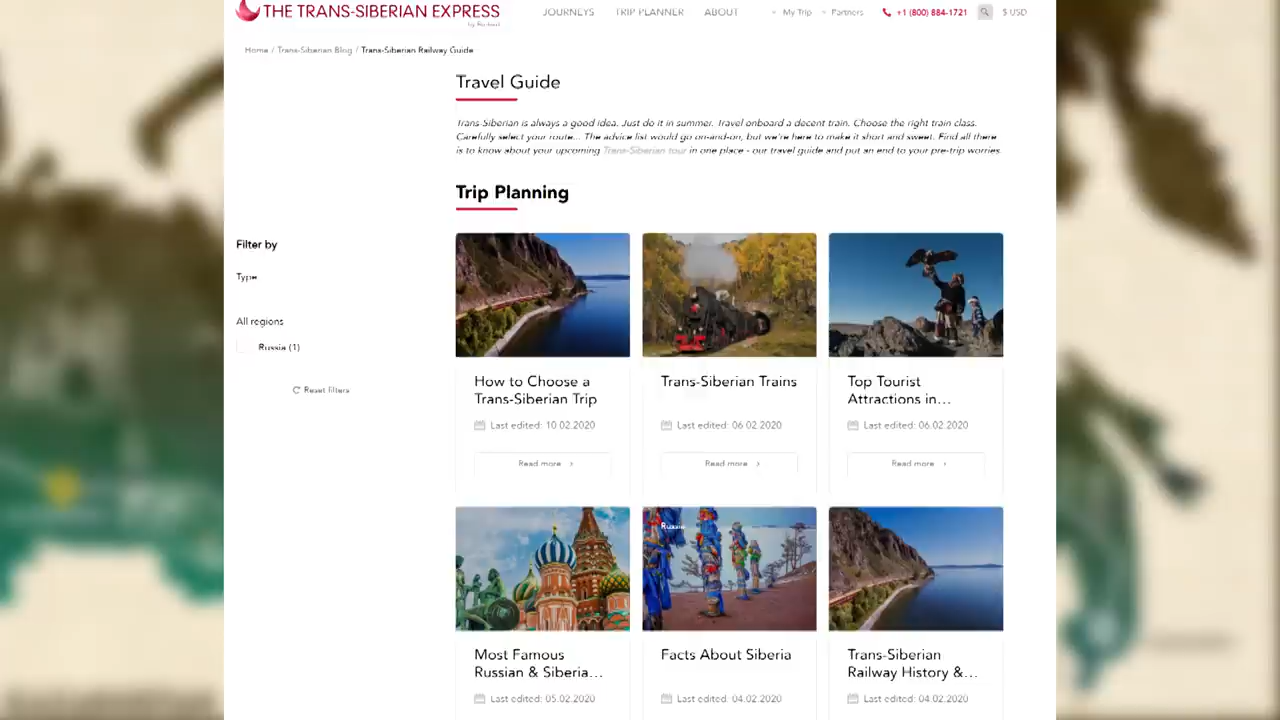 THE TRANS-SIBERIAN EXPRESS
JOURNEYS TRIP PLANNER ABOUT My Trip Partners +1 (800) 884-1721 $ USD
Home / Trans-Siberian Blog / Trans-Siberian Railway Guide
Travel Guide
Trans-Siberian is always a good idea. Just do it in summer. Travel onboard a decent train. Choose the right train class.
Carefully select your route... The advice list would go on-and-on, but we're here to make it short and sweet. Find all there
is to know about your upcoming Trans-Siberian tour in one place - our travel guide and put an end to your pre-trip worries.
Trip Planning
Filter by
Type
All regions
Russia (1)
Reset filters
How to Choose a
Trans-Siberian Trip
Last edited: 10.02.2020
Read more
Trans-Siberian Trains
Last edited: 06.02.2020
Read more
Top Tourist
Attractions in...
Last edited: 06.02.2020
Read more
Most Famous
Russian & Siberia...
Last edited: 05.02.2020
Russia
Facts About Siberia
Last edited: 04.02.2020
Trans-Siberian
Railway History &...
Last edited: 04.02.2020